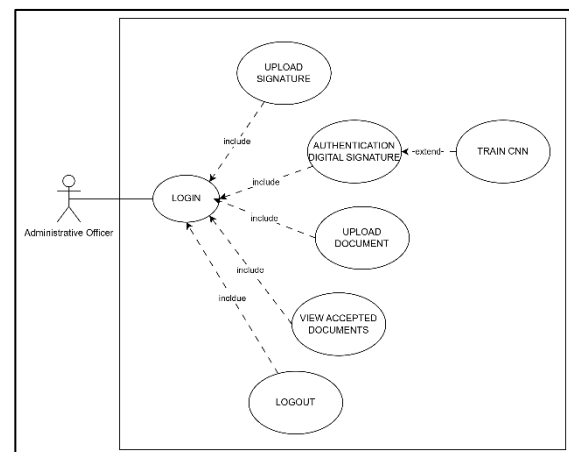 UPLOAD
SIGNATURE
include
AUTHENTICATION
DIGITAL SIGNATURE
-extend-
TRAIN CNN
include
LOGIN
Administrative Officer
include
UPLOAD
DOCUMENT
include
VIEW ACCEPTED
DOCUMENTS
incldue
LOGOUT